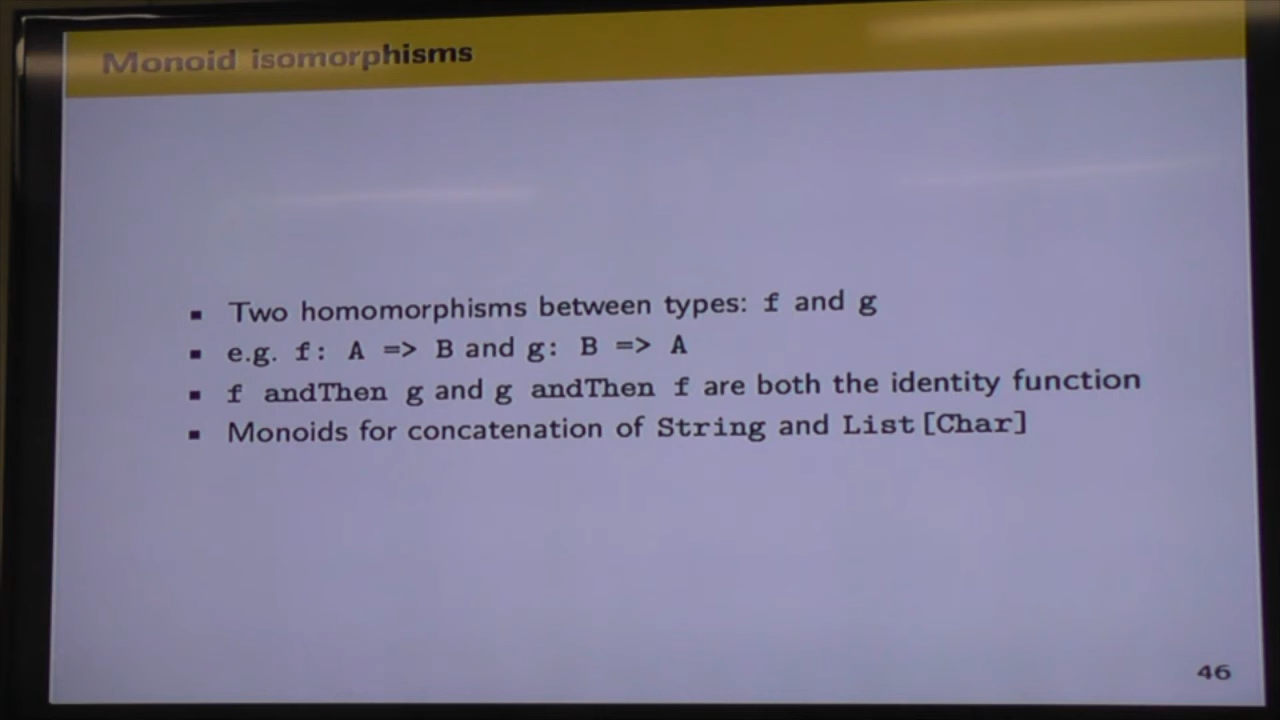 Monoid isomorphisms
▪ Two homomorphisms between types: f and g
▪ e.g. f: A => B and g: B => A
▪ f andThen g and g andThen f are both the identity function
▪ Monoids for concatenation of String and List[Char]
46